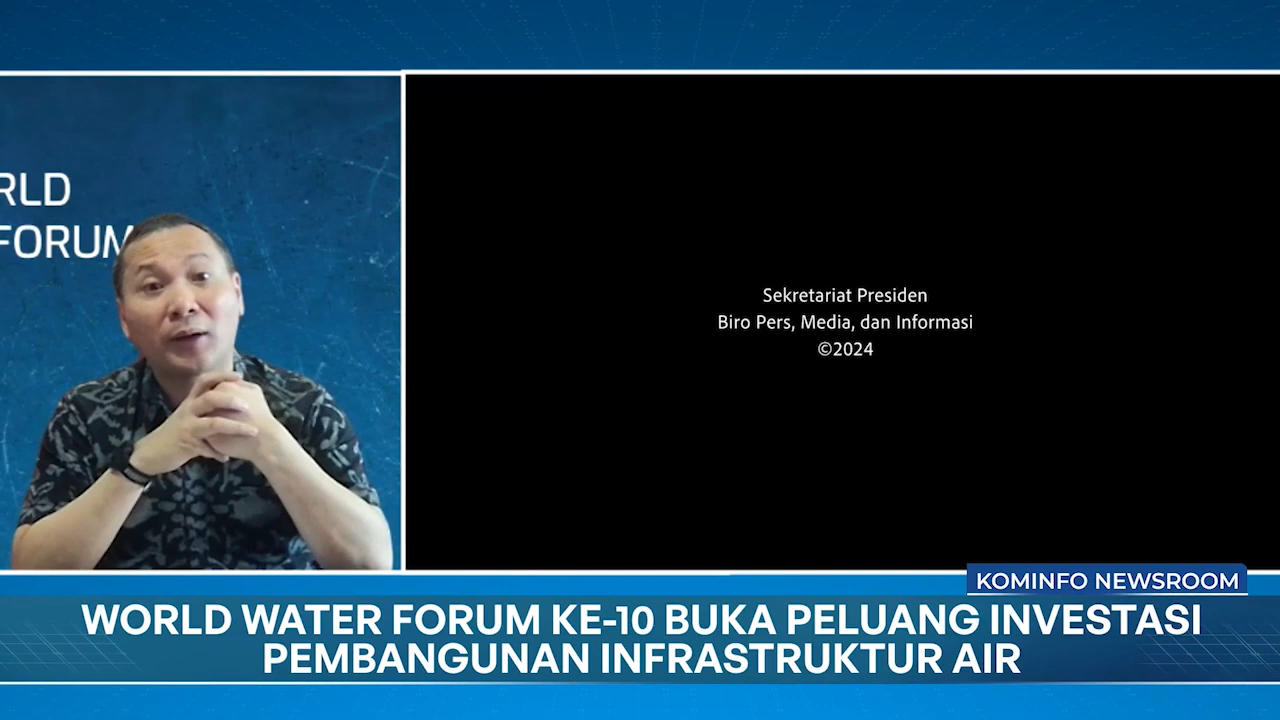 RLD
FORUM
Sekretariat Presiden
Biro Pers, Media, dan Informasi
©2024
KOMINFO NEWSROOM
WORLD WATER FORUM KE-10 BUKA PELUANG INVESTASI
PEMBANGUNAN INFRASTRUKTUR AIR